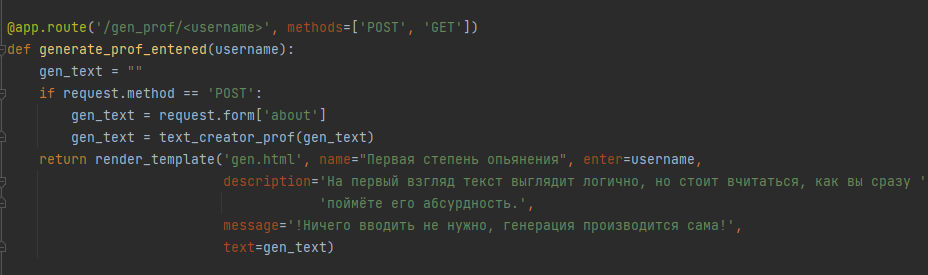 @app.route('/gen_prof/<username>', methods=['POST', 'GET'])
def generate_prof_entered(username):
    gen_text = ""
    if request.method == 'POST':
        gen_text = request.form['about']
        gen_text = text_creator_prof(gen_text)
    return render_template('gen.html', name="Первая степень опьянения", enter=username,
                           description='На первый взгляд текст выглядит логично, но стоит вчитаться, как вы сразу '
                                       'поймёте его абсурдность.',
                           message='!Ничего вводить не нужно, генерация производится сама!',
                           text=gen_text)